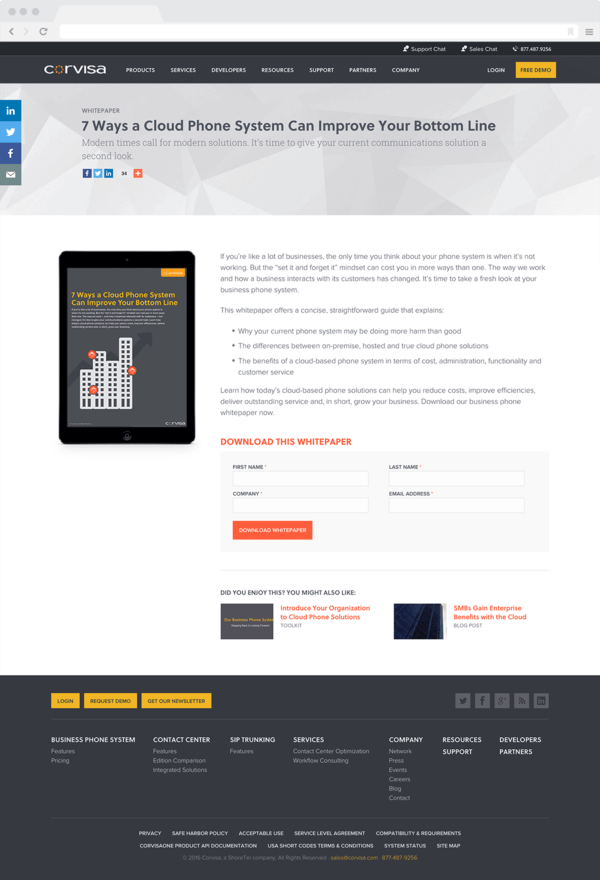 Support Chat Sales Chat 877.487.9256
corvisa PRODUCTS SERVICES DEVELOPERS RESOURCES SUPPORT PARTNERS COMPANY LOGIN FREE DEMO
WHITEPAPER
7 Ways a Cloud Phone System Can Improve Your Bottom Line
Modern times call for modern solutions. It's time to give your current communications solution a
second look.
34
If you're like a lot of businesses, the only time you think about your phone system is when it's not
working. But the "set it and forget it" mindset can cost you in more ways than one. The way we work
and how a business interacts with its customers has changed. It's time to take a fresh look at your
business phone system.
This whitepaper offers a concise, straightforward guide that explains:
• Why your current phone system may be doing more harm than good
• The differences between on-premise, hosted and true cloud phone solutions
• The benefits of a cloud-based phone system in terms of cost, administration, functionality and
customer service
Learn how today's cloud-based phone solutions can help you reduce costs, improve efficiencies,
deliver outstanding service and, in short, grow your business. Download our business phone
whitepaper now.
7 Ways a Cloud Phone System
Can Improve Your Bottom Line
corvisa
DOWNLOAD THIS WHITEPAPER
FIRST NAME * LAST NAME *
COMPANY * EMAIL ADDRESS *
DOWNLOAD WHITEPAPER
DID YOU ENJOY THIS? YOU MIGHT ALSO LIKE:
Introduce Your Organization
to Cloud Phone Solutions
TOOLKIT
SMBs Gain Enterprise
Benefits with the Cloud
BLOG POST
LOGIN REQUEST DEMO GET OUR NEWSLETTER
BUSINESS PHONE SYSTEM
Features
Pricing
CONTACT CENTER
Features
Edition Comparison
Integrated Solutions
SIP TRUNKING
Features
SERVICES
Contact Center Optimization
Workflow Consulting
COMPANY
Network
Press
Events
Careers
Blog
Contact
RESOURCES
SUPPORT
DEVELOPERS
PARTNERS
PRIVACY SAFE HARBOR POLICY ACCEPTABLE USE SERVICE LEVEL AGREEMENT COMPATIBILITY & REQUIREMENTS
CORVISAONE PRODUCT API DOCUMENTATION USA SHORT CODES TERMS & CONDITIONS SYSTEM STATUS SITE MAP
© 2016 Corvisa, a ShoreTel company, All Rights Reserved sales@corvisa.com 877-487-9256